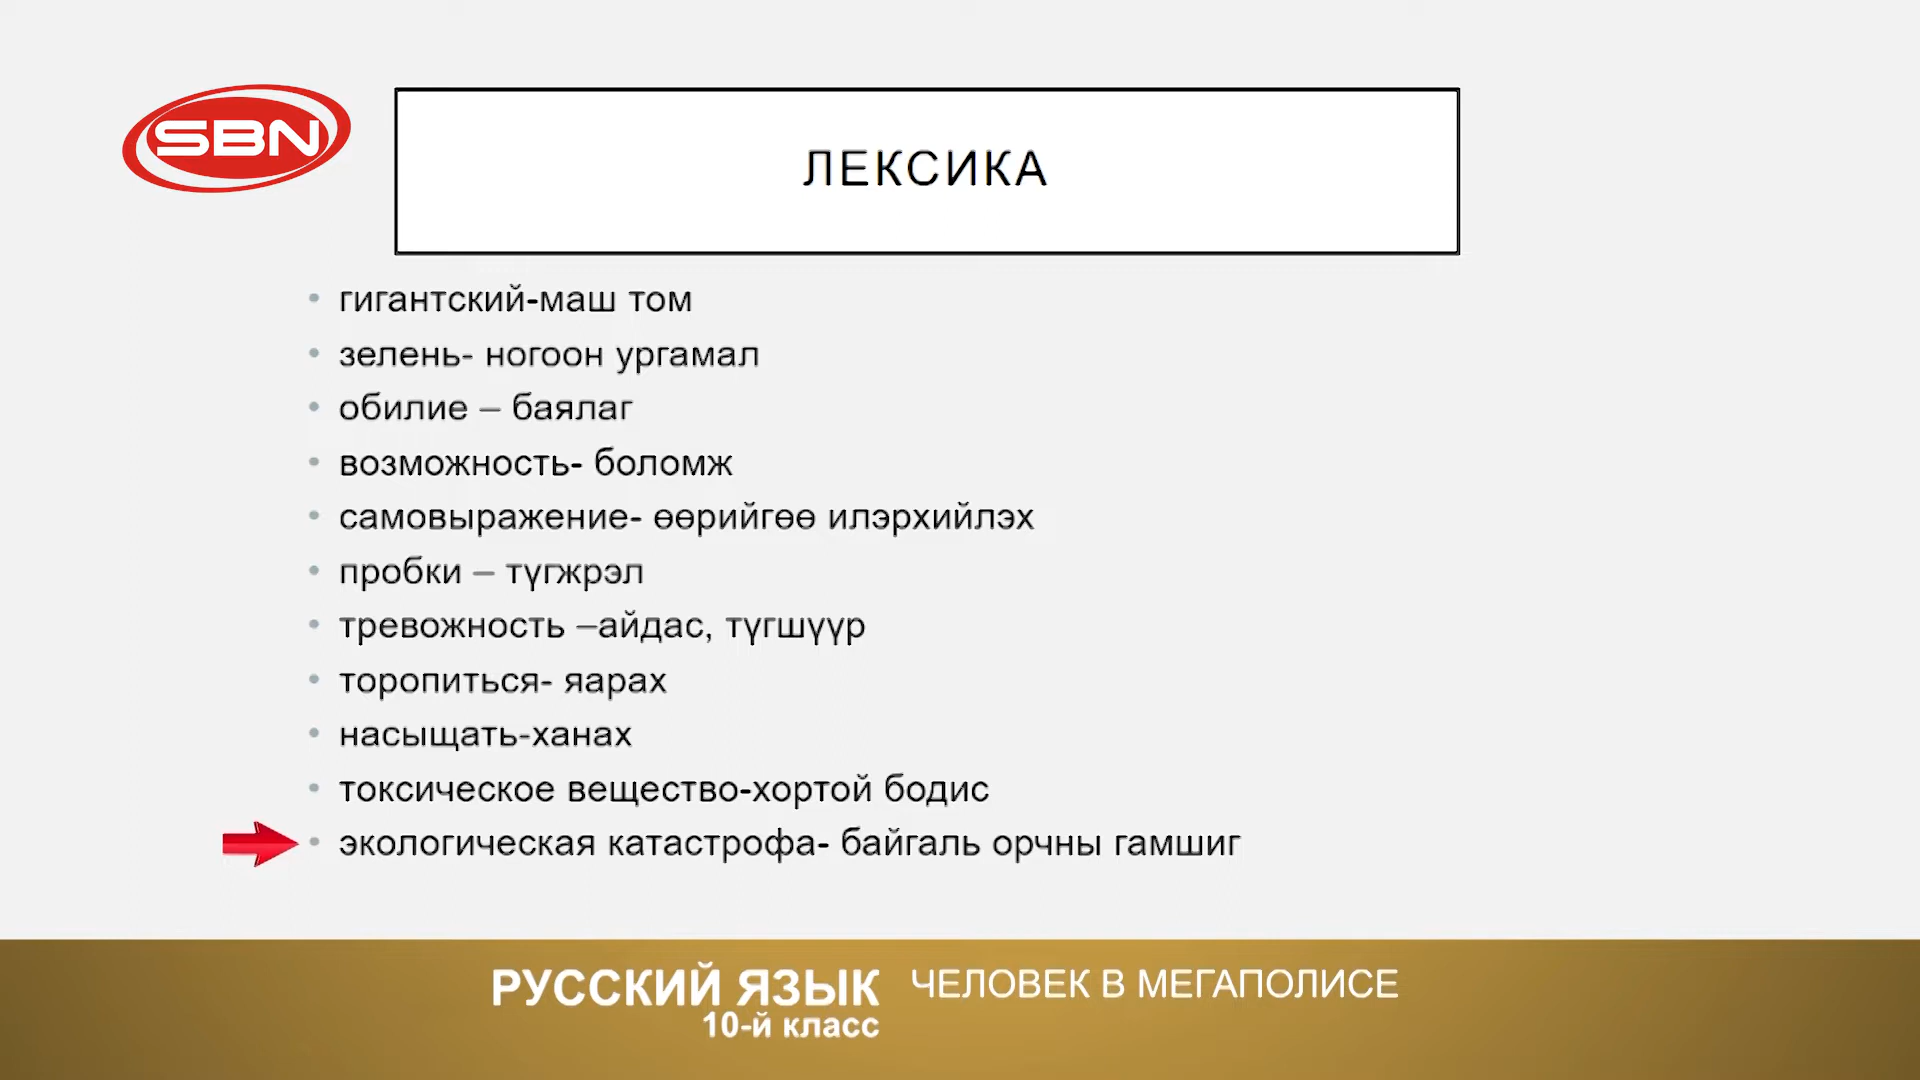 SBN
ЛЕКСИКА
• гигантский-маш том
• зелень- ногоон ургамал
• обилие – баялаг
• возможность- боломж
• самовыражение- өөрийгөө илэрхийлэх
• пробки – түгжрэл
• тревожность –айдас, түгшүүр
• торопиться- яарах
• насыщать-ханах
• токсическое вещество-хортой бодис
• экологическая катастрофа- байгаль орчны гамшиг
РУССКИЙ ЯЗЫК
10-й класс
ЧЕЛОВЕК В МЕГАПОЛИСЕ